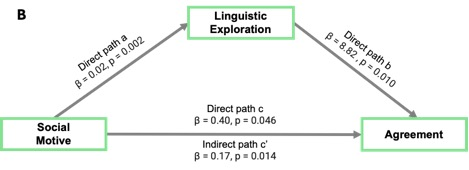 B
Linguistic
Exploration
Direct path a
β = 0.02, p = 0.002
Direct path b
β = 8.82, p = 0.010
Direct path c
β = 0.40, p = 0.046
Social
Motive
Agreement
Indirect path c'
β = 0.17, p = 0.014